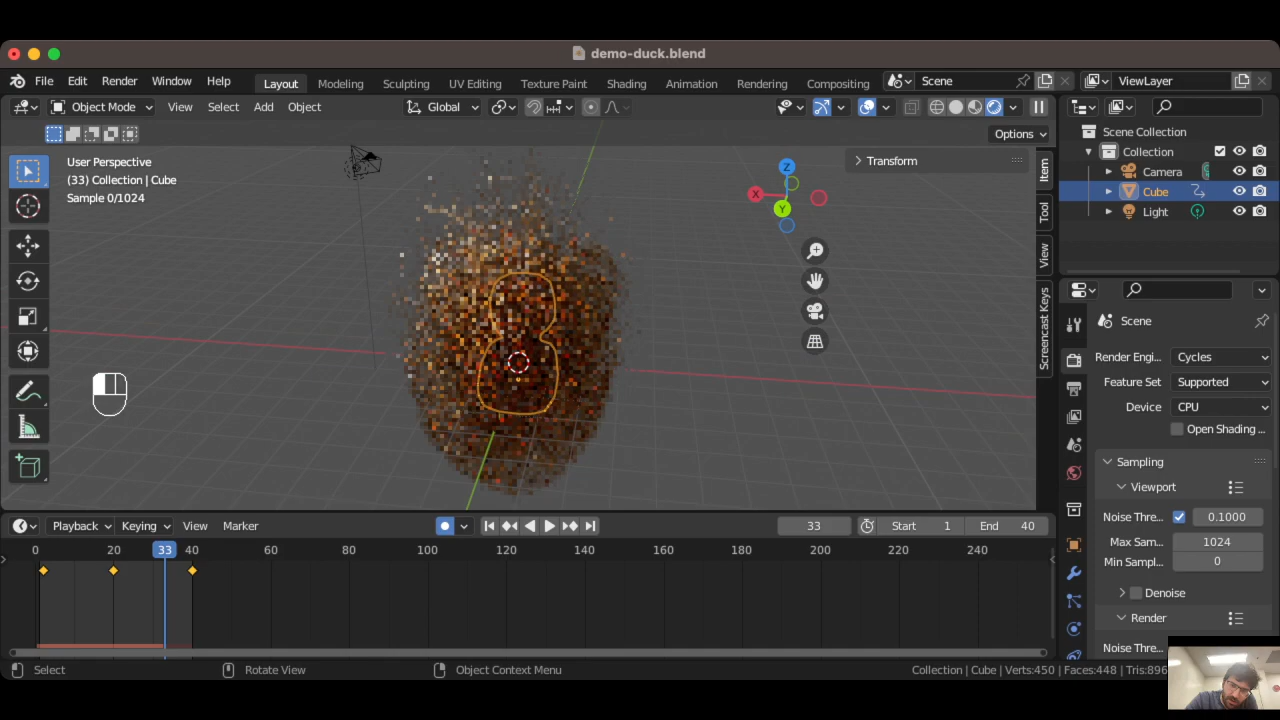 demo-duck.blend
File Edit Render Window Help Layout Modeling Sculpting UV Editing Texture Paint Shading Animation Rendering Compositing Scene ViewLayer
Object Mode View Select Add Object Global
Options
User Perspective
(33) Collection | Cube
Sample 0/1024
Transform
X
Y
Z
Item
Tool
View
Screencast Keys
Scene Collection
Collection
Camera
Cube
Light
Scene
Render Engi... Cycles
Feature Set Supported
Device CPU
Open Shading ...
Sampling
Viewport
Noise Thre... 0.1000
Max Sam... 1024
Min Sampl... 0
Denoise
Render
Noise Thre...
Playback Keying View Marker 33 Start 1 End 40
0 20 33 40 60 80 100 120 140 160 180 200 220 240
Select Rotate View Object Context Menu Collection | Cube | Verts:450 | Faces:448 | Tris:896